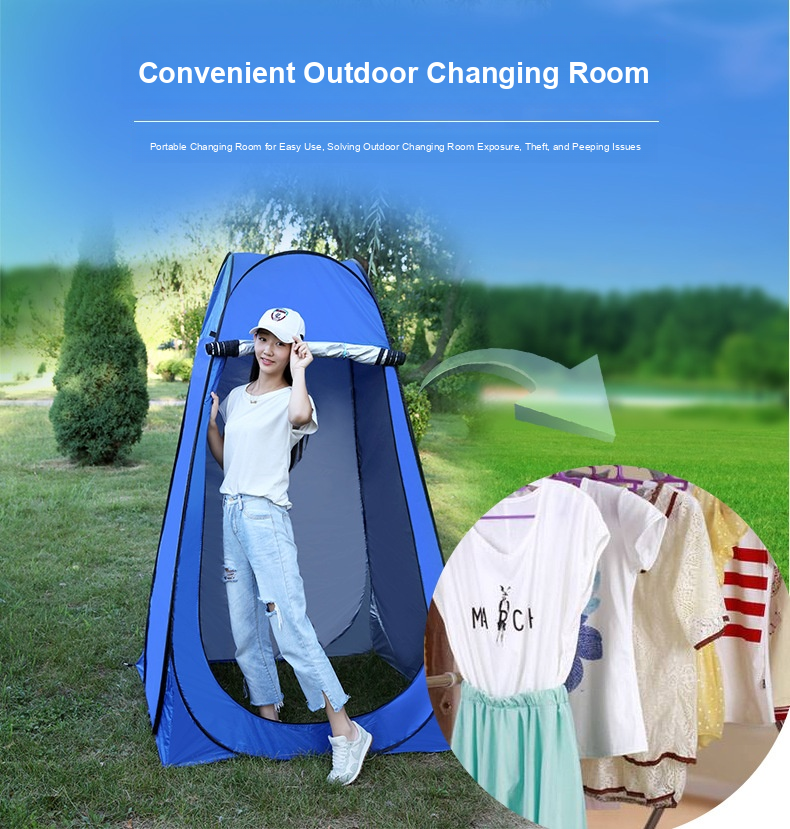 Convenient Outdoor Changing Room
Portable Changing Room for Easy Use, Solving Outdoor Changing Room Exposure, Theft, and Peeping Issues
MARCH